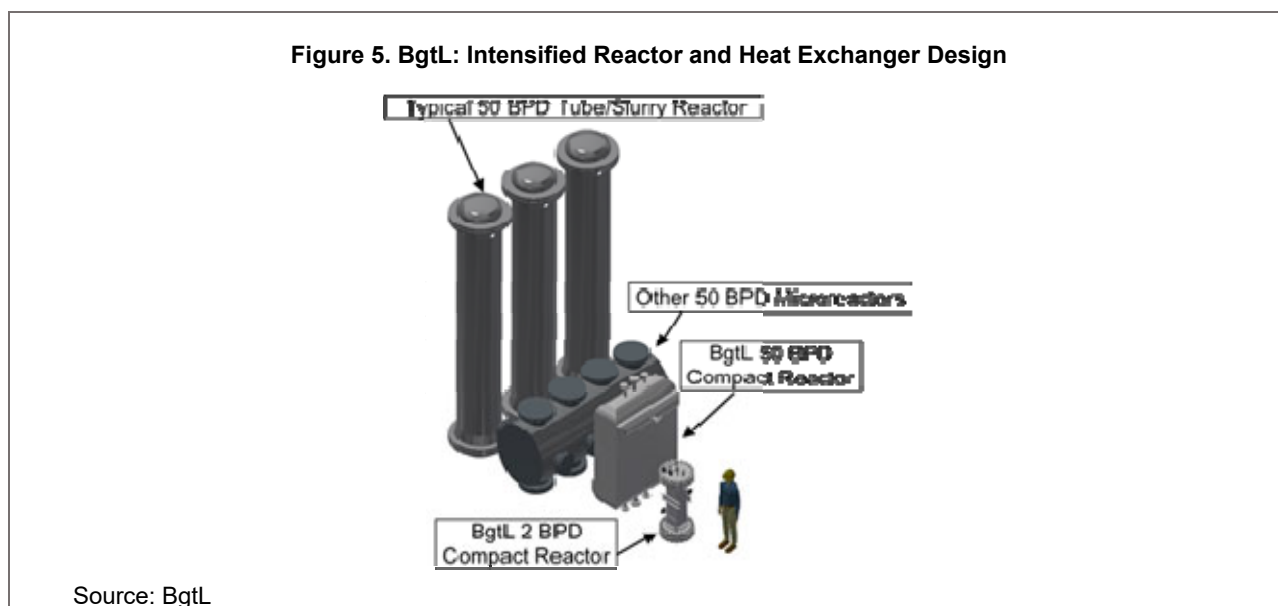 Figure 5. BgtL: Intensified Reactor and Heat Exchanger Design
Typical 50 BPD Tube/Slurry Reactor
Other 50 BPD Microreactors
BgtL 50 BPD
Compact Reactor
BgtL 2 BPD
Compact Reactor
Source: BgtL